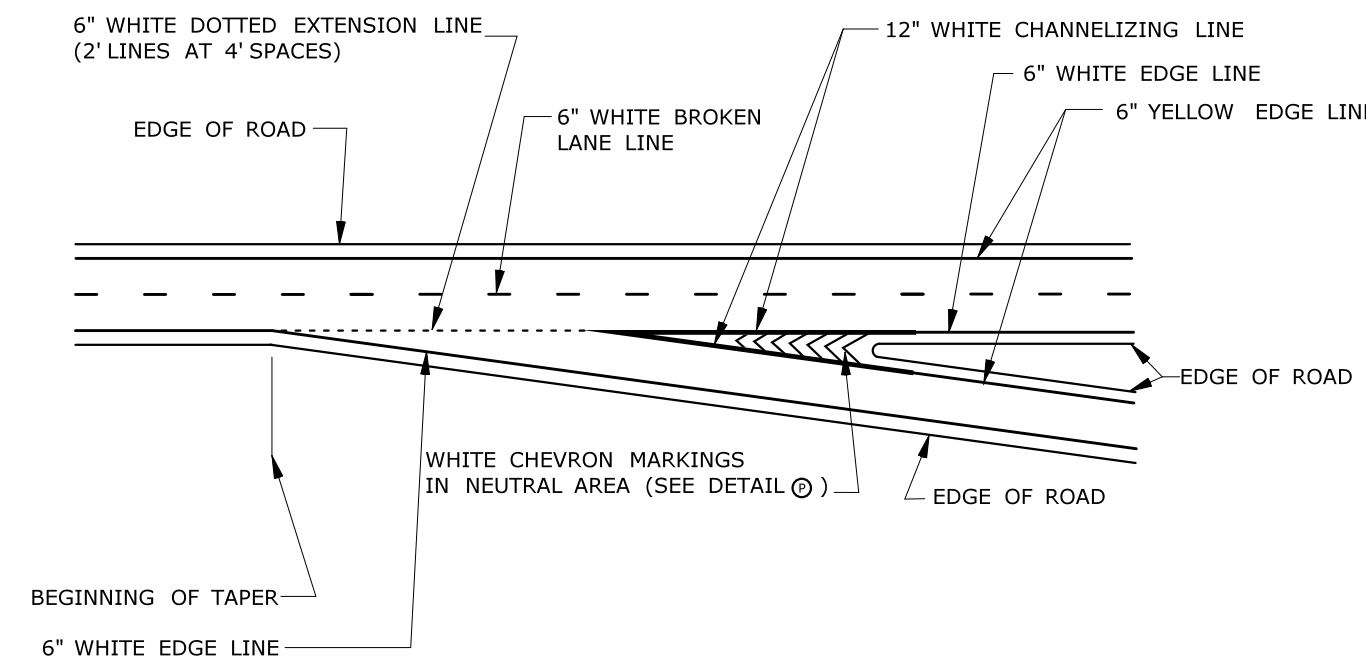 6" WHITE DOTTED EXTENSION LINE
(2' LINES AT 4' SPACES)
12" WHITE CHANNELIZING LINE
6" WHITE EDGE LINE
6" YELLOW EDGE LINE
EDGE OF ROAD
6" WHITE BROKEN
LANE LINE
EDGE OF ROAD
WHITE CHEVRON MARKINGS
IN NEUTRAL AREA (SEE DETAIL Ⓟ )
EDGE OF ROAD
BEGINNING OF TAPER
6" WHITE EDGE LINE